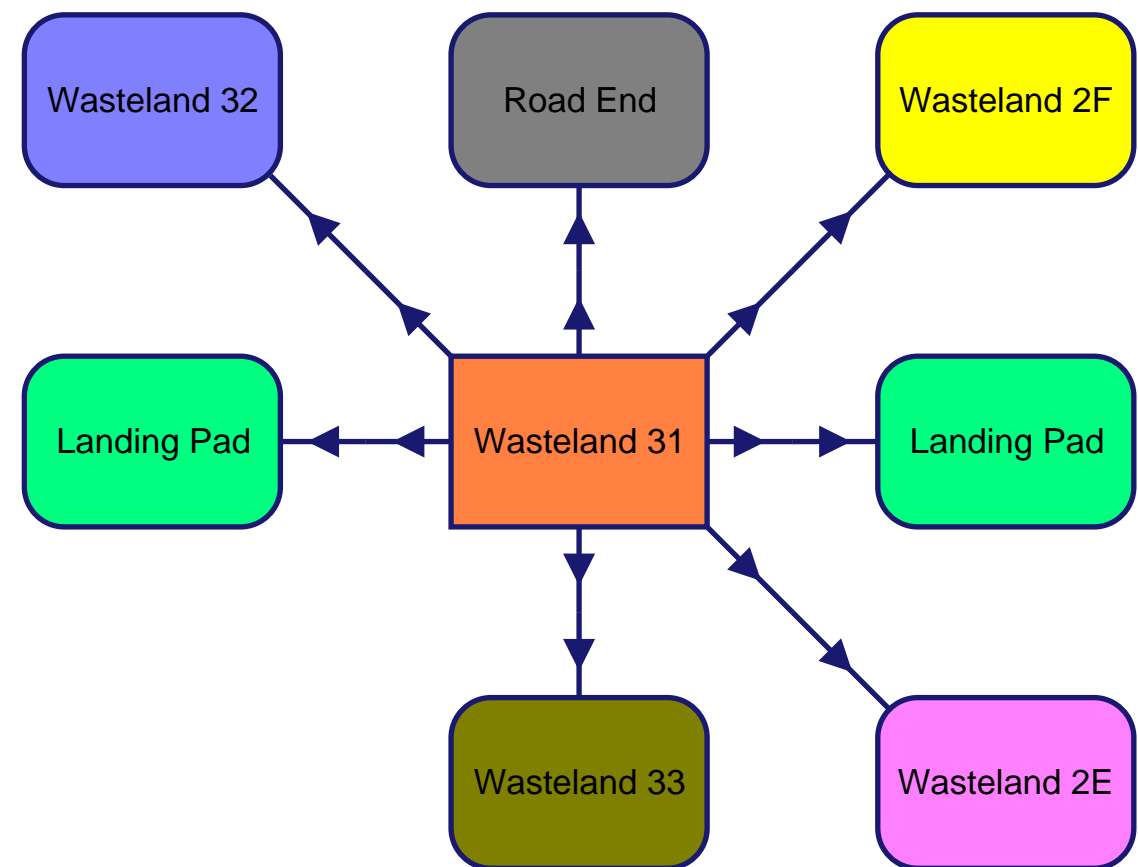 Wasteland 32
Road End
Wasteland 2F
Landing Pad
Wasteland 31
Landing Pad
Wasteland 33
Wasteland 2E